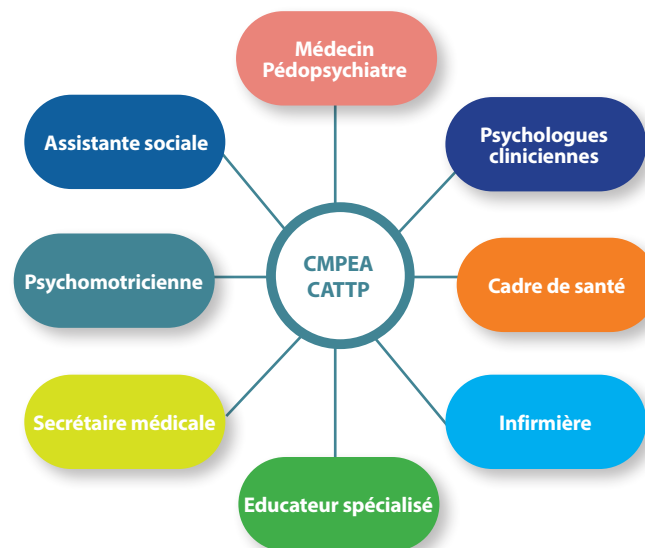 Médecin
Pédopsychiatre
Assistante sociale
Psychologues
cliniciennes
CMPEA
CATTP
Psychomotricienne
Cadre de santé
Secrétaire médicale
Infirmière
Educateur spécialisé